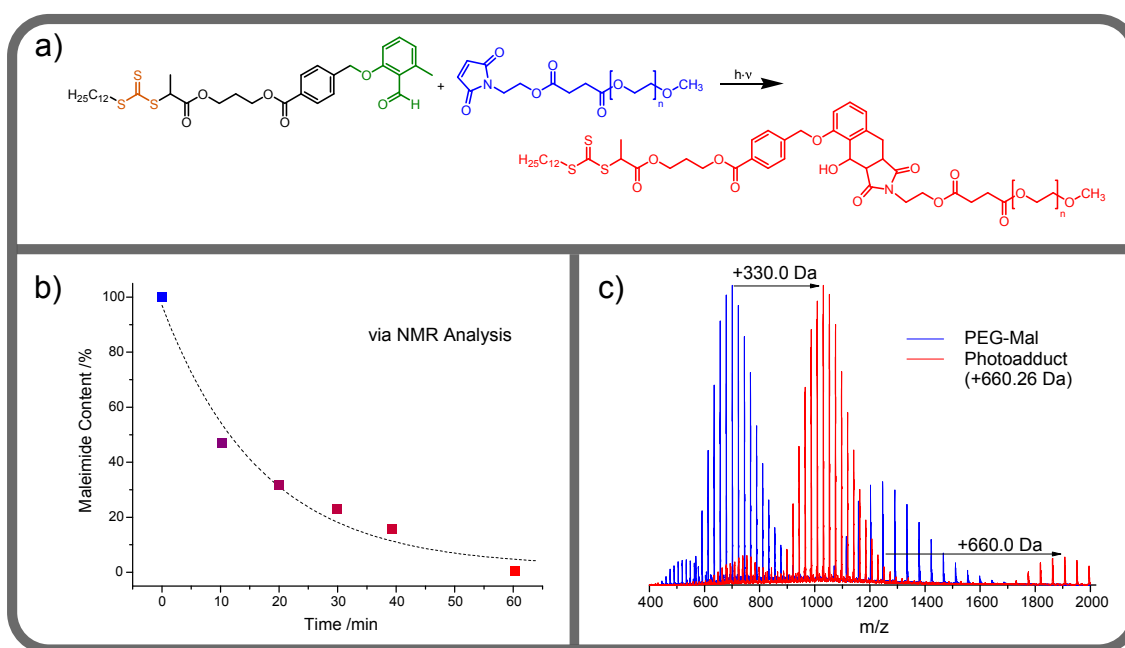 a)
H25C12
S
S
S
O
O
O
O
O
O
H
+
O
O
N
O
O
O
O
n
O
CH3
h·ν
H25C12
S
S
S
O
O
O
O
O
HO
O
O
N
O
O
O
O
n
O
CH3
b)
via NMR Analysis
Maleimide Content /%
100
80
60
40
20
0
0 10 20 30 40 50 60
Time /min
c)
+330.0 Da
PEG-Mal
Photoadduct
(+660.26 Da)
+660.0 Da
400 600 800 1000 1200 1400 1600 1800 2000
m/z